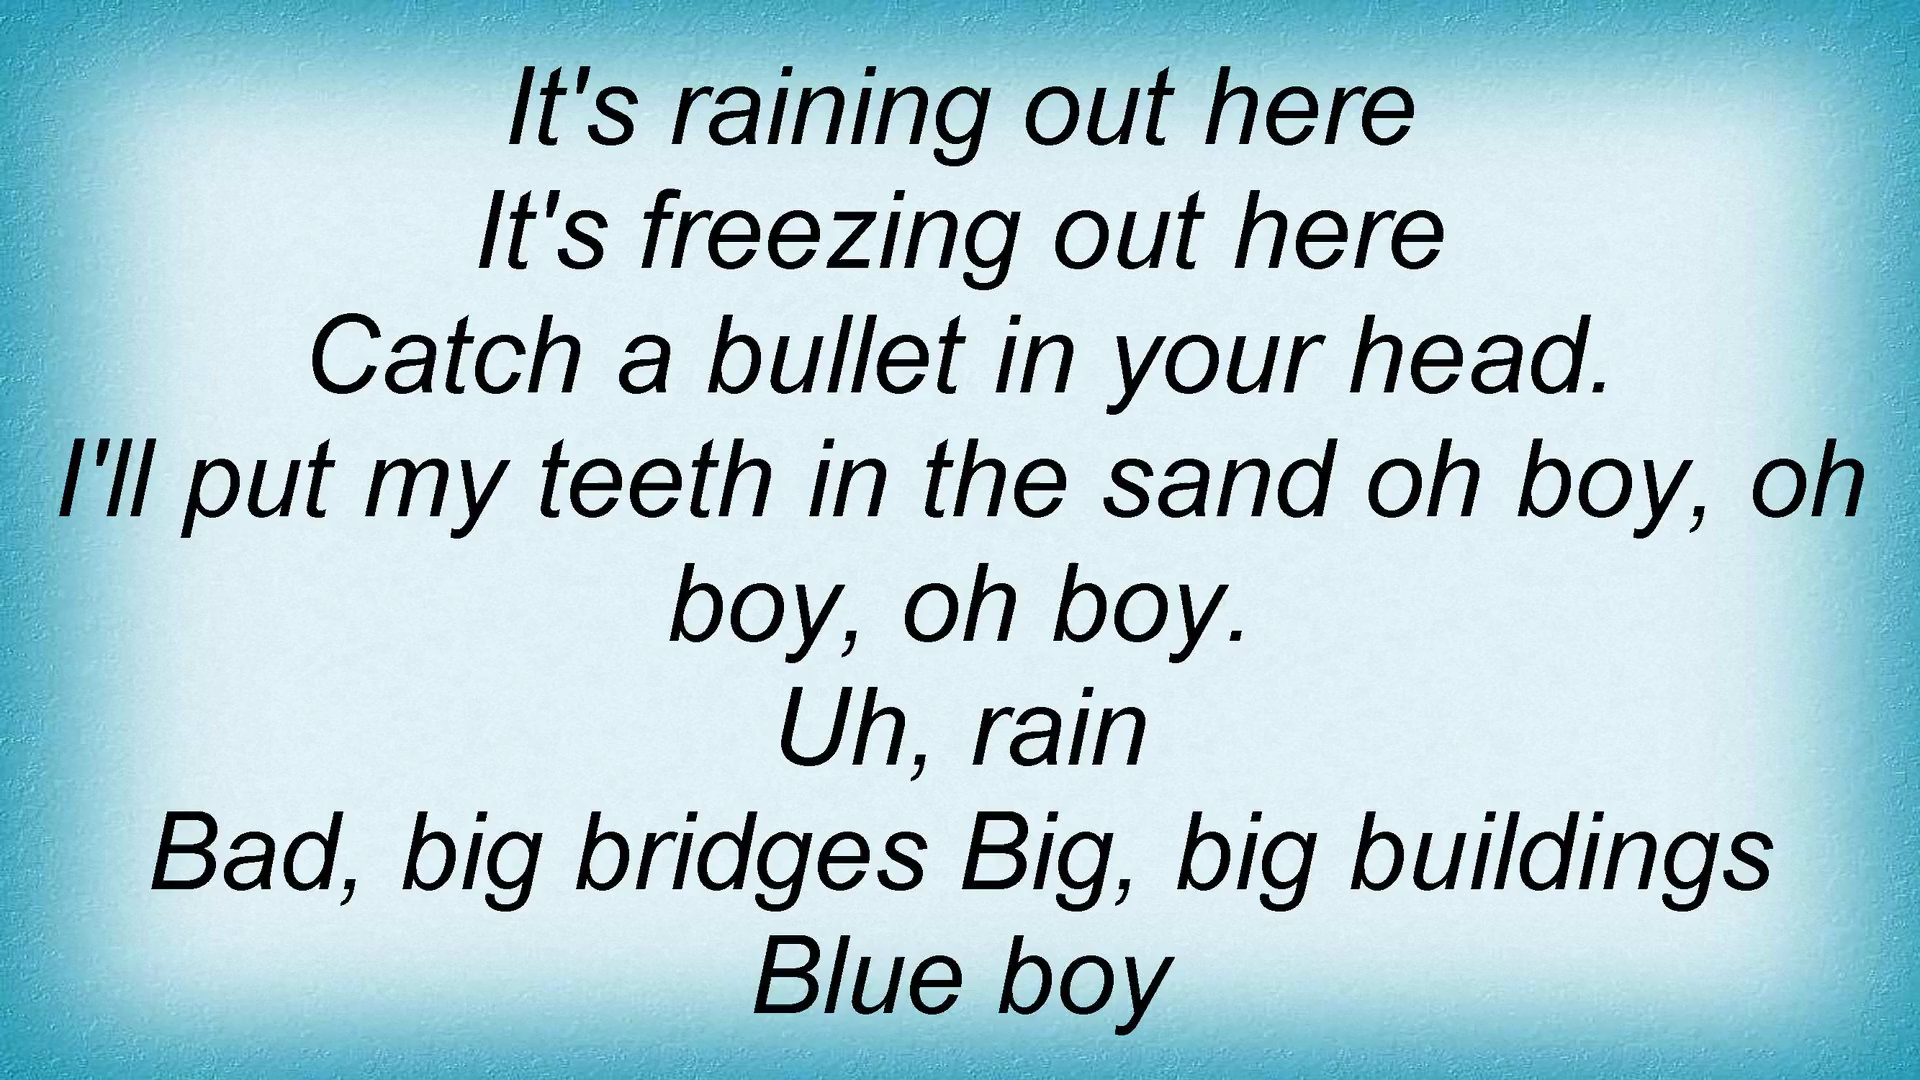 It's raining out here
It's freezing out here
Catch a bullet in your head.
I'll put my teeth in the sand oh boy, oh
boy, oh boy.
Uh, rain
Bad, big bridges Big, big buildings
Blue boy